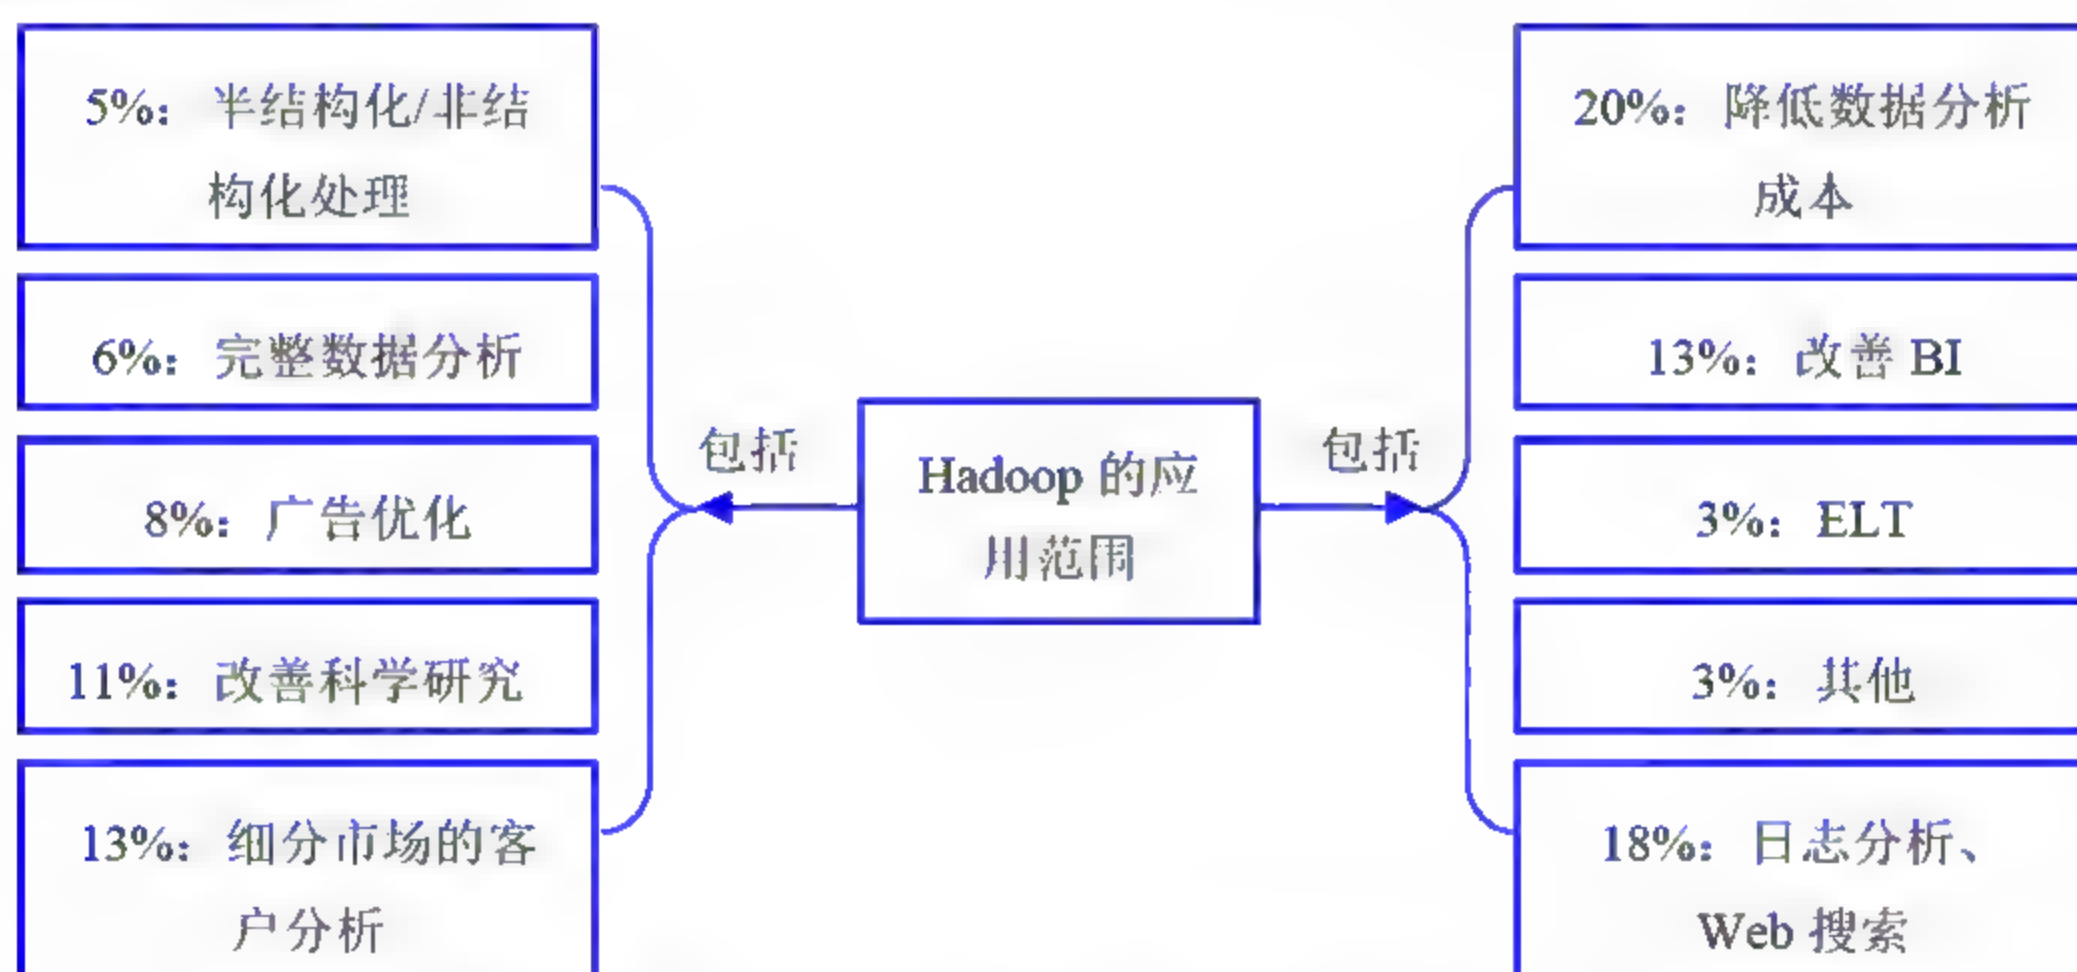 5%：半结构化/非结
构化处理
6%：完整数据分析
8%：广告优化
11%：改善科学研究
13%：细分市场的客
户分析
包括
Hadoop 的应
用范围
包括
20%：降低数据分析
成本
13%：改善 BI
3%：ELT
3%：其他
18%：日志分析、
Web 搜索